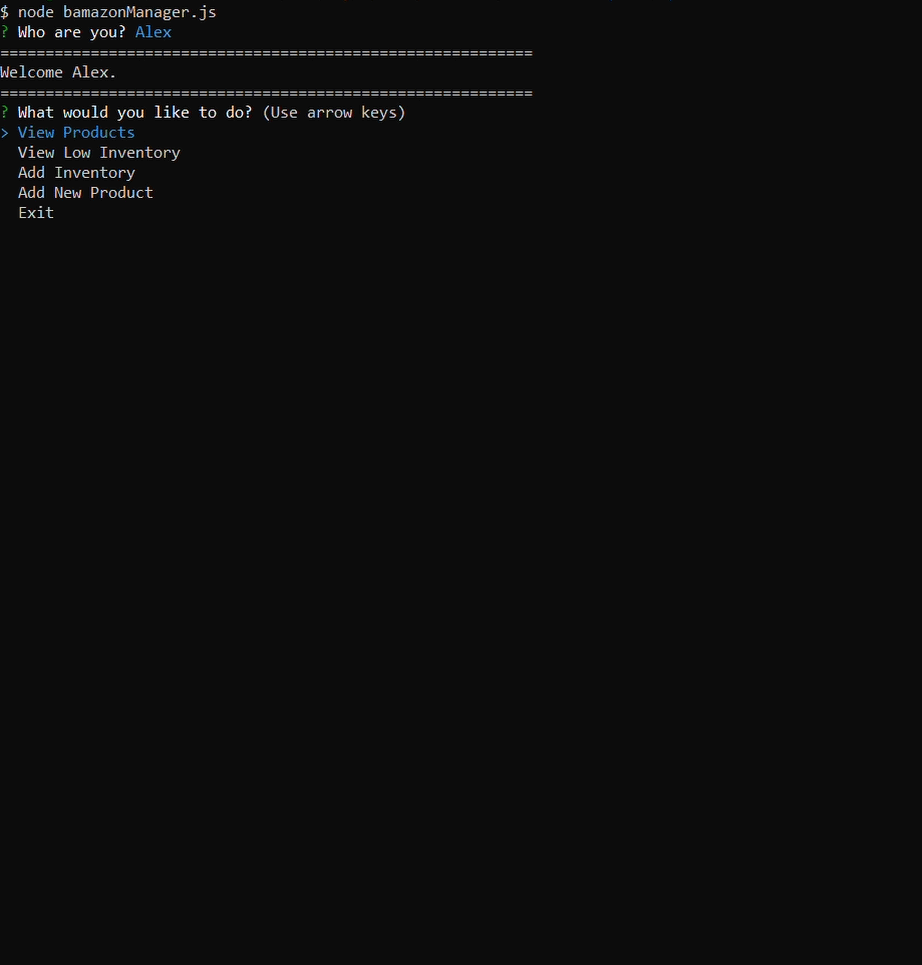 $ node bamazonManager.js
? Who are you? Alex
===========================================================
Welcome Alex.
===========================================================
? What would you like to do? (Use arrow keys)
> View Products
View Low Inventory
Add Inventory
Add New Product
Exit